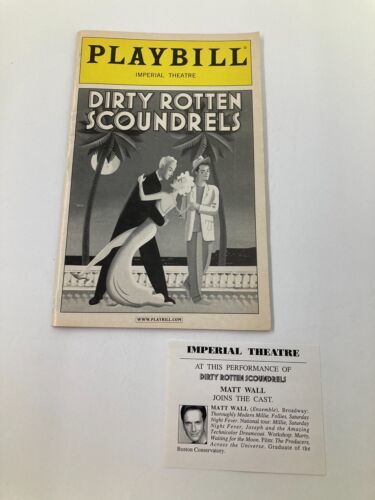 PLAYBILL®
IMPERIAL THEATRE
DIRTY ROTTEN
SCOUNDRELS
WWW.PLAYBILL.COM
IMPERIAL THEATRE
AT THIS PERFORMANCE OF
DIRTY ROTTEN SCOUNDRELS
MATT WALL
JOINS THE CAST.
MATT WALL (Ensemble). Broadway:
Thoroughly Modern Millie, Follies, Saturday
Night Fever. National tour: Millie, Saturday
Night Fever, Joseph and the Amazing
Technicolor Dreamcoat. Workshop: Marty,
Waiting for the Moon. Film: The Producers,
Across the Universe. Graduate of the
Boston Conservatory.